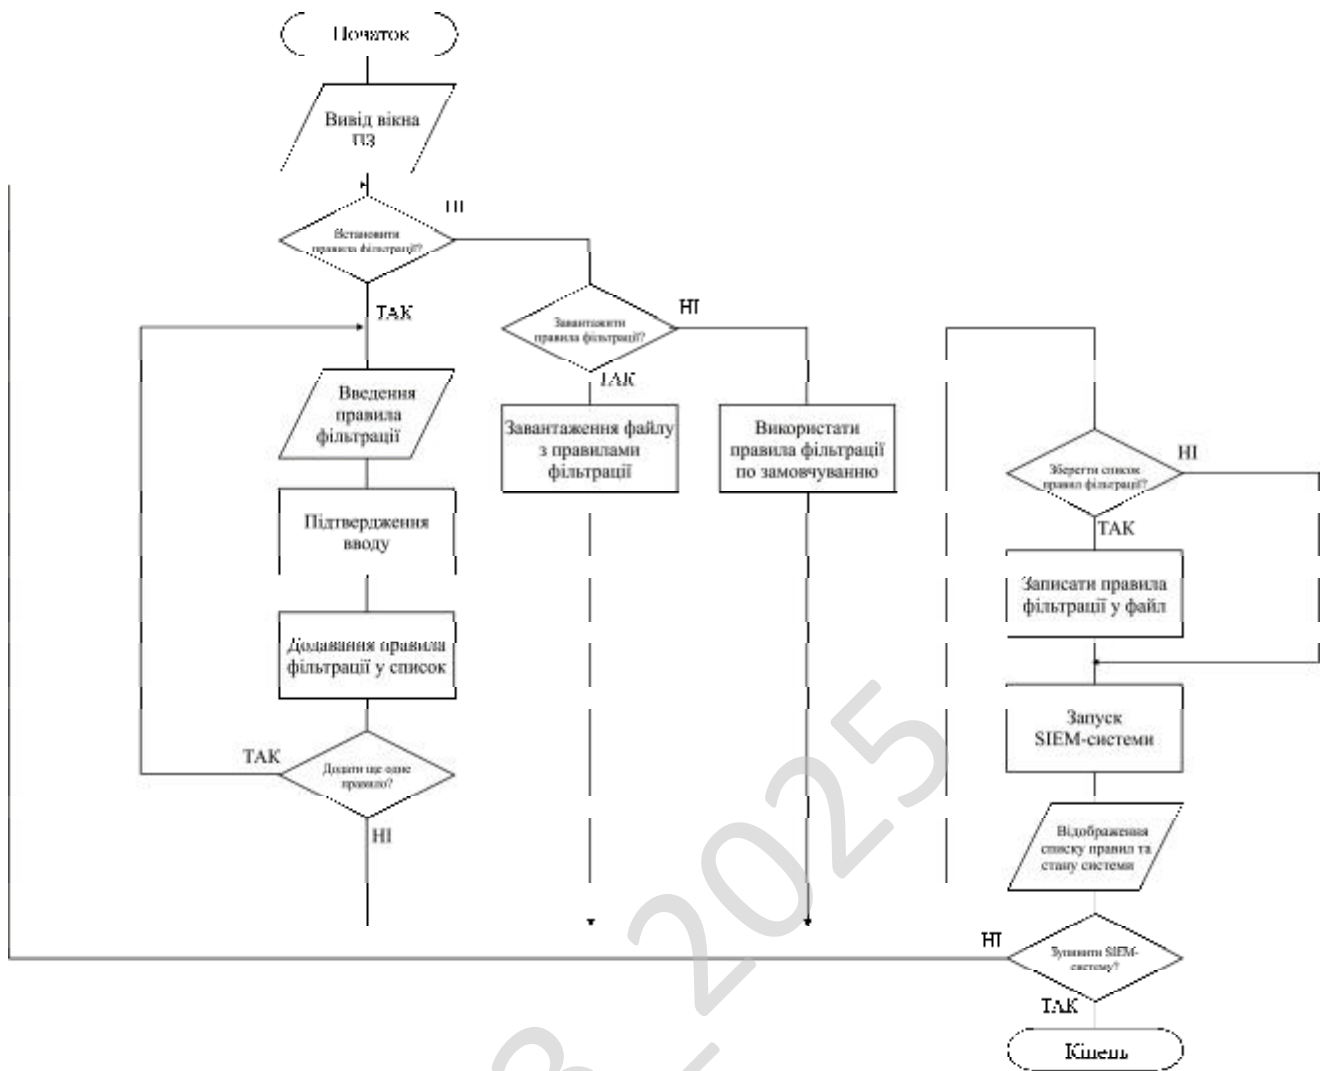 Початок
Вивід вікна
ПЗ
НІ
Встановити
правила фільтрації?
ТАК
Завантажити
правила фільтрації?
НІ
ТАК
Введення
правила
фільтрації
Завантаження файлу
з правилами
фільтрації
Використати
правила фільтрації
по замовчуванню
Зберегти список
правил фільтрації?
НІ
ТАК
Підтвердження
вводу
Записати правила
фільтрації у файл
Додавання правила
фільтрації у список
Запуск
SIEM-системи
ТАК
Додати ще одне
правило?
НІ
Відображення
списку правил та
стану системи
НІ
Зупинити SIEM-
систему?
ТАК
Кінець
3_2025